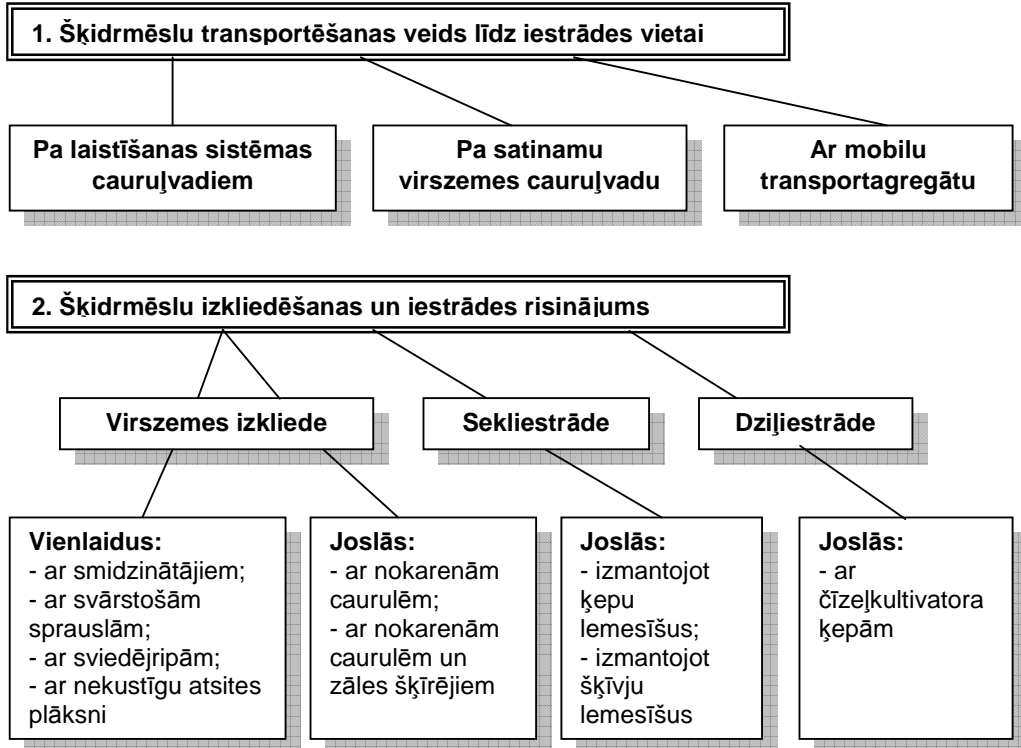 1. Šķidrmēslu transportēšanas veids līdz iestrādes vietai
Pa laistīšanas sistēmas
cauruļvadiem
Pa satinamu
virszemes cauruļvadu
Ar mobilu
transportagregātu
2. Šķidrmēslu izkliedēšanas un iestrādes risinājums
Virszemes izkliede
Sekliestrāde
Dziļiestrāde
Vienlaidus:
- ar smidzinātājiem;
- ar svārstošām
sprauslām;
- ar sviedējripām;
- ar nekustīgu atsites
plāksni
Joslās:
- ar nokarenām
caurulēm;
- ar nokarenām
caurulēm un
zāles šķīrējiem
Joslās:
- izmantojot
ķepu
lemesīšus;
- izmantojot
šķīvju
lemesīšus
Joslās:
- ar
čīzeļkultivatora
ķepām